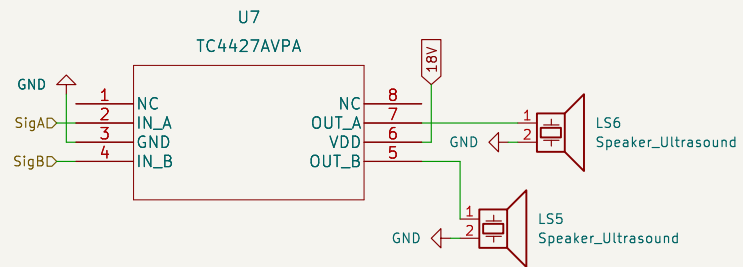 U7
TC4427AVPA
18V
GND
1 NC NC 8
SigA 2 IN_A OUT_A 7
3 GND VDD 6
SigB 4 IN_B OUT_B 5
1 LS6
GND 2 Speaker_Ultrasound
1 LS5
GND 2 Speaker_Ultrasound